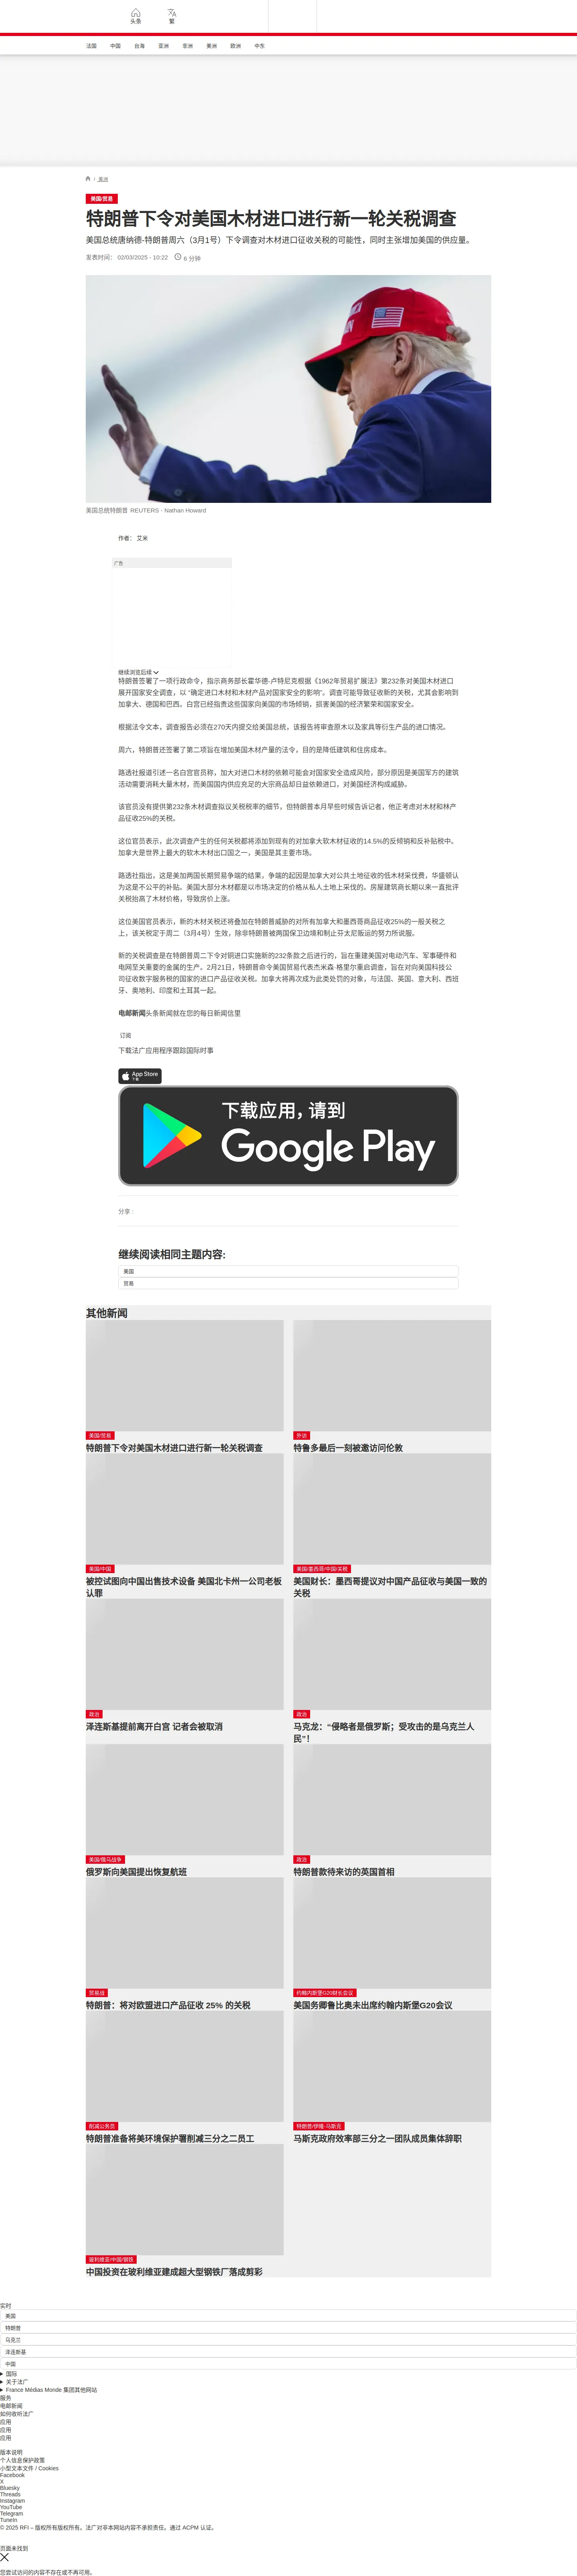 头条
繁
法国
中国
台海
亚洲
非洲
美洲
欧洲
中东
/ 美洲
美国/贸易
特朗普下令对美国木材进口进行新一轮关税调查
美国总统唐纳德-特朗普周六（3月1号）下令调查对木材进口征收关税的可能性，同时主张增加美国的供应量。
发表时间： 02/03/2025 - 10:22
6 分钟
美国总统特朗普 REUTERS - Nathan Howard
作者： 艾米
广告
继续浏览后续
特朗普签署了一项行政命令，指示商务部长霍华德-卢特尼克根据《1962年贸易扩展法》第232条对美国木材进口
展开国家安全调查，以 “确定进口木材和木材产品对国家安全的影响”。调查可能导致征收新的关税，尤其会影响到
加拿大、德国和巴西。白宫已经指责这些国家向美国的市场倾销，损害美国的经济繁荣和国家安全。
根据法令文本，调查报告必须在270天内提交给美国总统，该报告将审查原木以及家具等衍生产品的进口情况。
周六，特朗普还签署了第二项旨在增加美国木材产量的法令，目的是降低建筑和住房成本。
路透社报道引述一名白宫官员称，加大对进口木材的依赖可能会对国家安全造成风险，部分原因是美国军方的建筑
活动需要消耗大量木材，而美国国内供应充足的大宗商品却日益依赖进口，对美国经济构成威胁。
该官员没有提供第232条木材调查拟议关税税率的细节，但特朗普本月早些时候告诉记者，他正考虑对木材和林产
品征收25%的关税。
这位官员表示，此次调查产生的任何关税都将添加到现有的对加拿大软木材征收的14.5%的反倾销和反补贴税中。
加拿大是世界上最大的软木木材出口国之一，美国是其主要市场。
路透社指出，这是美加两国长期贸易争端的结果，争端的起因是加拿大对公共土地征收的低木材采伐费，华盛顿认
为这是不公平的补贴。美国大部分木材都是以市场决定的价格从私人土地上采伐的。房屋建筑商长期以来一直批评
关税抬高了木材价格，导致房价上涨。
这位美国官员表示，新的木材关税还将叠加在特朗普威胁的对所有加拿大和墨西哥商品征收25%的一般关税之
上，该关税定于周二（3月4号）生效，除非特朗普被两国保卫边境和制止芬太尼贩运的努力所说服。
新的关税调查是在特朗普周二下令对铜进口实施新的232条款之后进行的，旨在重建美国对电动汽车、军事硬件和
电网至关重要的金属的生产。2月21日，特朗普命令美国贸易代表杰米森·格里尔重启调查，旨在对向美国科技公
司征收数字服务税的国家的进口产品征收关税。加拿大将再次成为此类处罚的对象，与法国、英国、意大利、西班
牙、奥地利、印度和土耳其一起。
电邮新闻头条新闻就在您的每日新闻信里
订阅
下载法广应用程序跟踪国际时事
App Store
下载
下载应用，请到
Google Play
分享 :
继续阅读相同主题内容:
美国
贸易
其他新闻
美国/贸易
特朗普下令对美国木材进口进行新一轮关税调查
外访
特鲁多最后一刻被邀访问伦敦
美国/中国
被控试图向中国出售技术设备 美国北卡州一公司老板
认罪
美国/墨西哥/中国/关税
美国财长：墨西哥提议对中国产品征收与美国一致的
关税
政治
泽连斯基提前离开白宫 记者会被取消
政治
马克龙：“侵略者是俄罗斯；受攻击的是乌克兰人
民”！
美国/俄乌战争
俄罗斯向美国提出恢复航班
政治
特朗普款待来访的英国首相
贸易战
特朗普：将对欧盟进口产品征收 25% 的关税
约翰内斯堡G20财长会议
美国务卿鲁比奥未出席约翰内斯堡G20会议
削减公务员
特朗普准备将美环境保护署削减三分之二员工
特朗普/伊隆·马斯克
马斯克政府效率部三分之一团队成员集体辞职
玻利维亚/中国/钢铁
中国投资在玻利维亚建成超大型钢铁厂落成剪彩
实时
美国
特朗普
乌克兰
泽连斯基
中国
国际
关于法广
France Médias Monde 集团其他网站
服务
电邮新闻
如何收听法广
应用
应用
应用
版本说明
个人信息保护政策
小型文本文件 / Cookies
Facebook
X
Bluesky
Threads
Instagram
YouTube
Telegram
TuneIn
© 2025 RFI – 版权所有版权所有。法广对非本网站内容不承担责任。通过 ACPM 认证。
页面未找到
您尝试访问的内容不存在或不再可用。